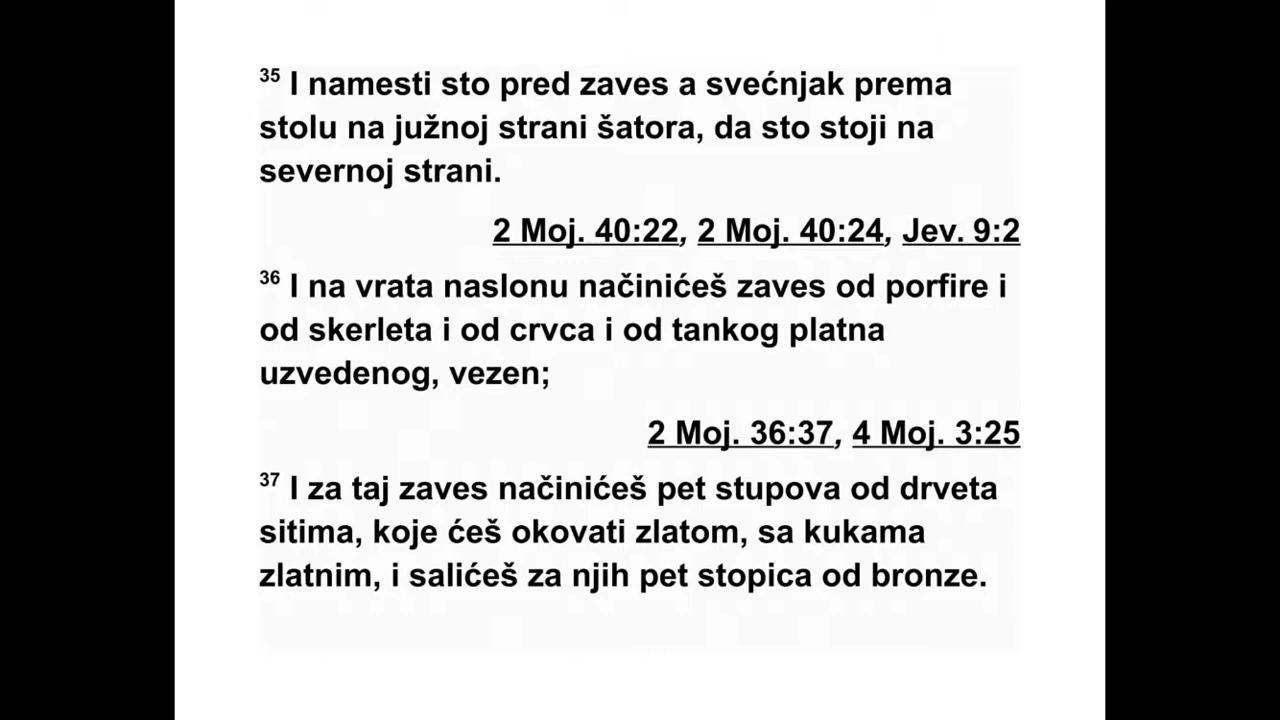 35 I namesti sto pred zaves a svećnjak prema
stolu na južnoj strani šatora, da sto stoji na
severnoj strani.
2 Moj. 40:22, 2 Moj. 40:24, Jev. 9:2
36 I na vrata naslonu načinićeš zaves od porfire i
od skerleta i od crvca i od tankog platna
uzvedenog, vezen;
2 Moj. 36:37, 4 Moj. 3:25
37 I za taj zaves načinićeš pet stupova od drveta
sitima, koje ćeš okovati zlatom, sa kukama
zlatnim, i salićeš za njih pet stopica od bronze.